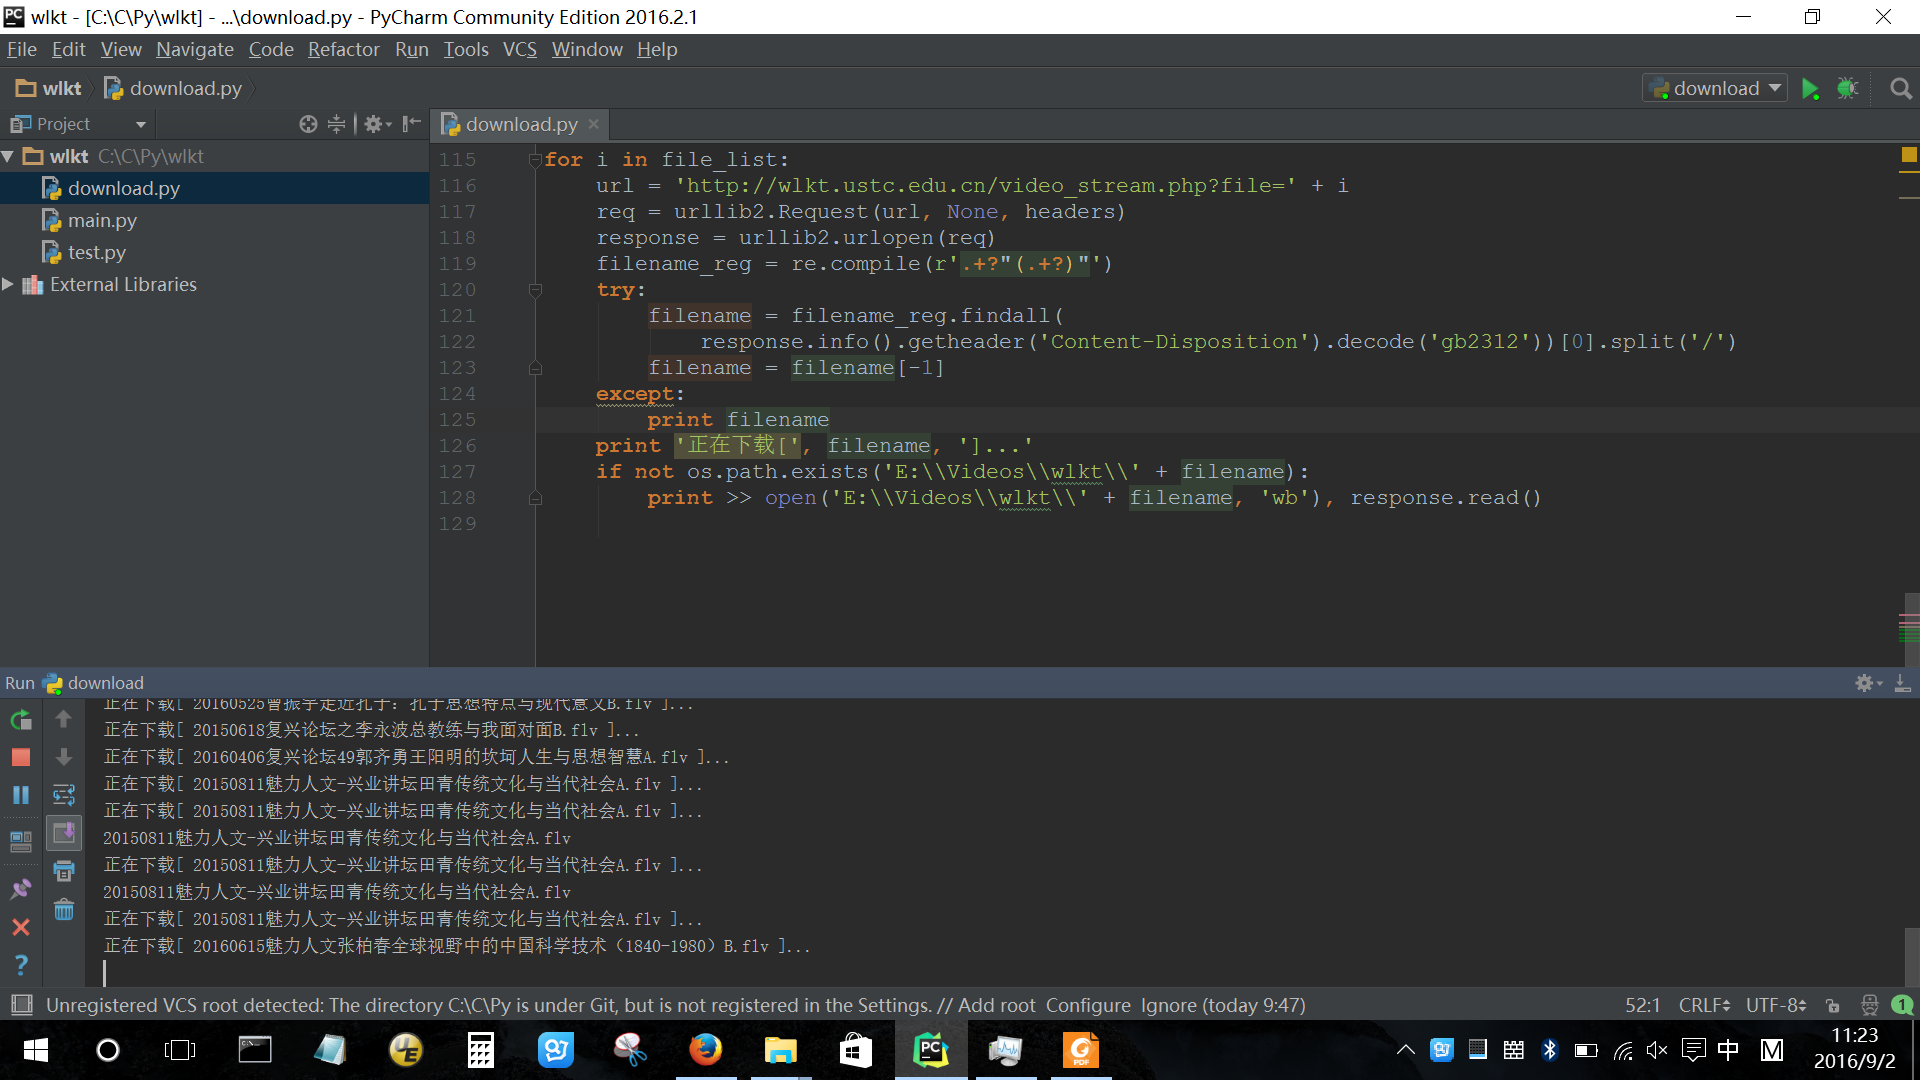 wlkt - [C:\C\Py\wlkt] - ...\download.py - PyCharm Community Edition 2016.2.1
File Edit View Navigate Code Refactor Run Tools VCS Window Help
wlkt download.py
download
Project
download.py
wlkt C:\C\Py\wlkt
download.py
main.py
test.py
External Libraries
115 for i in file_list:
116 url = 'http://wlkt.ustc.edu.cn/video_stream.php?file=' + i
117 req = urllib2.Request(url, None, headers)
118 response = urllib2.urlopen(req)
119 filename_reg = re.compile(r'.+?"(.+?)"')
120 try:
121 filename = filename_reg.findall(
122 response.info().getheader('Content-Disposition').decode('gb2312'))[0].split('/')
123 filename = filename[-1]
124 except:
125 print filename
126 print '正在下载[', filename, ']...'
127 if not os.path.exists('E:\\Videos\\wlkt\\' + filename):
128 print >> open('E:\\Videos\\wlkt\\' + filename, 'wb'), response.read()
129
Run download
正在下载[ 20160525曾振宇走近孔子：孔子思想特点与现代意义B.flv ]...
正在下载[ 20150618复兴论坛之李永波总教练与我面对面B.flv ]...
正在下载[ 20160406复兴论坛49郭齐勇王阳明的坎坷人生与思想智慧A.flv ]...
正在下载[ 20150811魅力人文-兴业讲坛田青传统文化与当代社会A.flv ]...
正在下载[ 20150811魅力人文-兴业讲坛田青传统文化与当代社会A.flv ]...
20150811魅力人文-兴业讲坛田青传统文化与当代社会A.flv
正在下载[ 20150811魅力人文-兴业讲坛田青传统文化与当代社会A.flv ]...
20150811魅力人文-兴业讲坛田青传统文化与当代社会A.flv
正在下载[ 20150811魅力人文-兴业讲坛田青传统文化与当代社会A.flv ]...
正在下载[ 20160615魅力人文张柏春全球视野中的中国科学技术（1840-1980）B.flv ]...
Unregistered VCS root detected: The directory C:\C\Py is under Git, but is not registered in the Settings. // Add root Configure Ignore (today 9:47)
52:1 CRLF UTF-8 1
中 M
11:23
2016/9/2